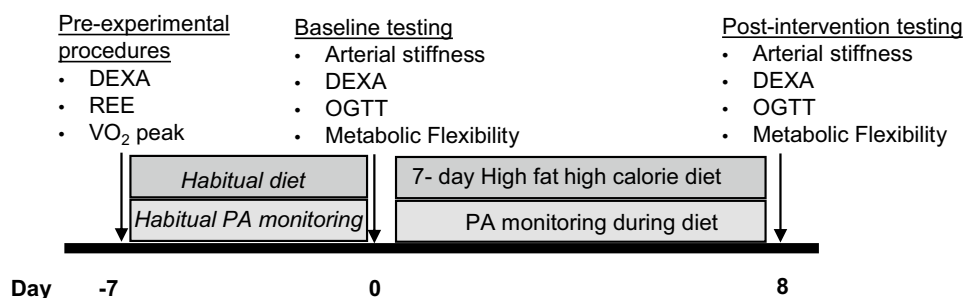 Pre-experimental
procedures
• DEXA
• REE
• VO₂ peak
Baseline testing
• Arterial stiffness
• DEXA
• OGTT
• Metabolic Flexibility
Post-intervention testing
• Arterial stiffness
• DEXA
• OGTT
• Metabolic Flexibility
Habitual diet
7- day High fat high calorie diet
Habitual PA monitoring
PA monitoring during diet
Day -7 0 8